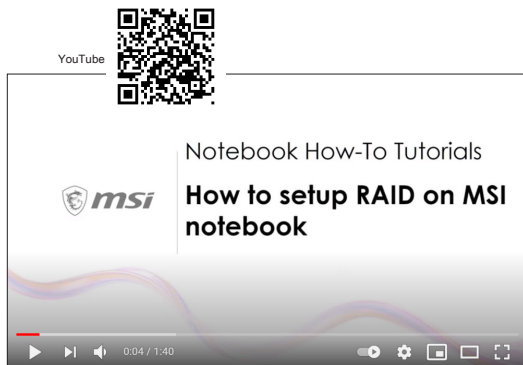 YouTube
Notebook How-To Tutorials
msi
How to setup RAID on MSI
notebook
0:04 / 1:40